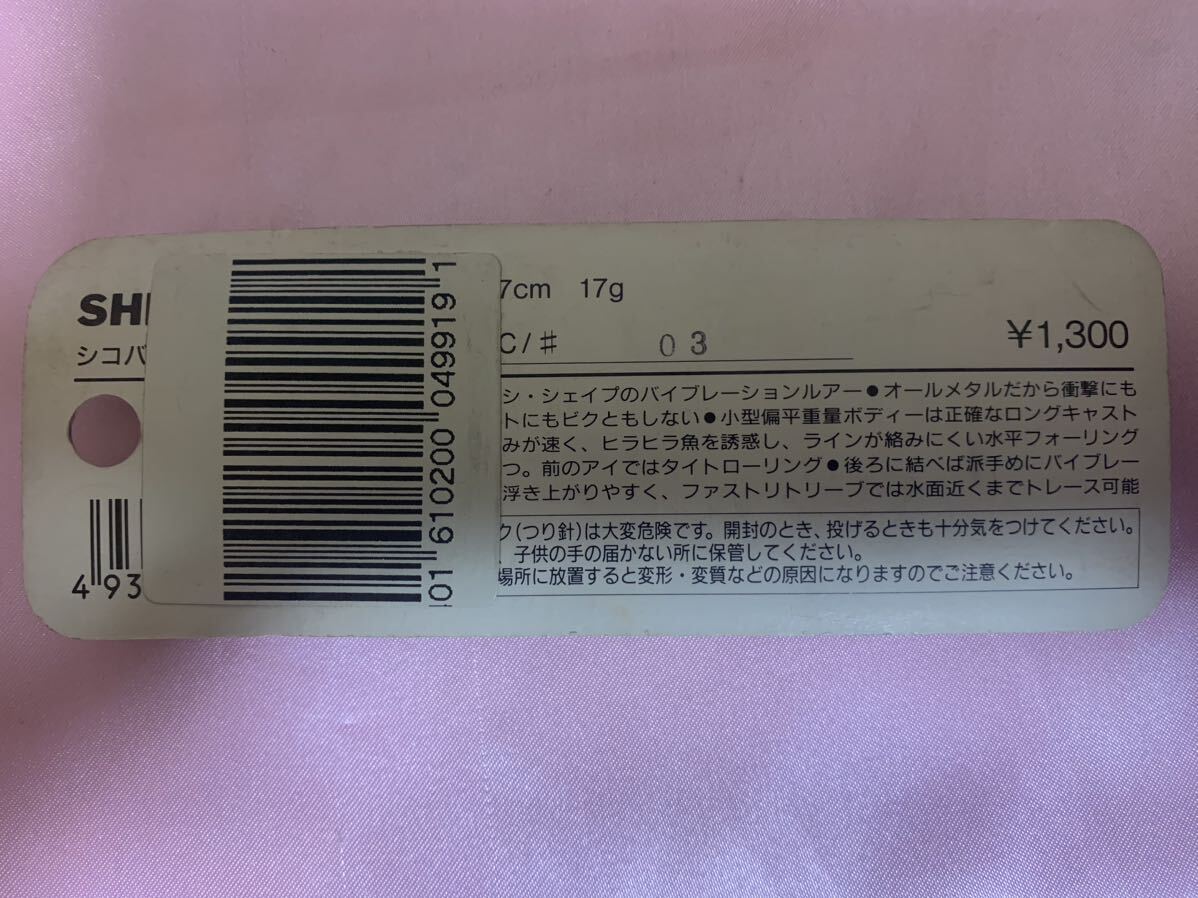 SH
7cm 17g
シコバ
C/# 03
¥1,300
シ・シェイプのバイブレーションルアー●オールメタルだから衝撃にも
トにもビクともしない●小型偏平重量ボディーは正確なロングキャスト
みが速く、ヒラヒラ魚を誘惑し、ラインが絡みにくい水平フォーリング
つ。前のアイではタイトローリング●後ろに結べば派手めにバイブレー
浮き上がりやすく、ファストリトリーブでは水面近くまでトレース可能
ク(つり針)は大変危険です。開封のとき、投げるときも十分気をつけてください。
、子供の手の届かない所に保管してください。
場所に放置すると変形・変質などの原因になりますのでご注意ください。
4 93
01 610200 049919 1